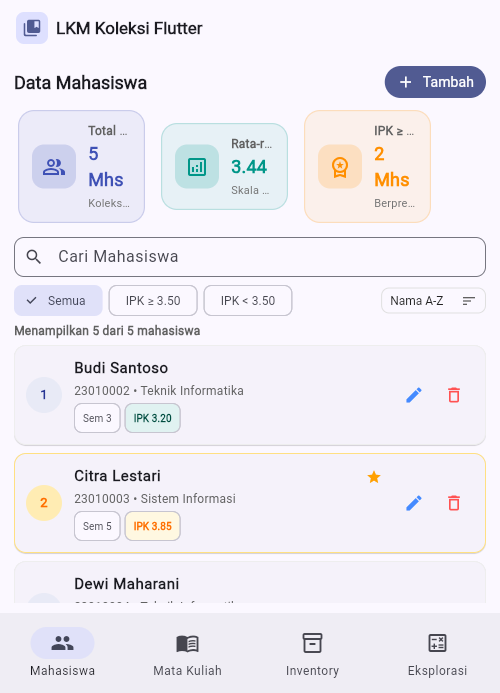 LKM Koleksi Flutter
Data Mahasiswa
Tambah
Total ...
5
Mhs
Koleks...
Rata-r...
3.44
Skala ...
IPK ≥ ...
2
Mhs
Berpre...
Cari Mahasiswa
Semua
IPK ≥ 3.50
IPK < 3.50
Nama A-Z
Menampilkan 5 dari 5 mahasiswa
1
Budi Santoso
23010002 • Teknik Informatika
Sem 3
IPK 3.20
2
Citra Lestari
23010003 • Sistem Informasi
Sem 5
IPK 3.85
Dewi Maharani
Mahasiswa
Mata Kuliah
Inventory
Eksplorasi